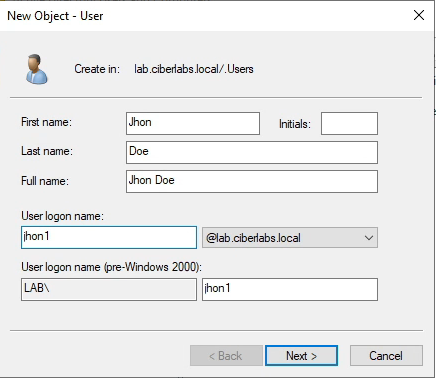 New Object - User
Create in: lab.ciberlabs.local/.Users
First name: Jhon Initials:
Last name: Doe
Full name: Jhon Doe
User logon name:
jhon1 @lab.ciberlabs.local
User logon name (pre-Windows 2000):
LAB\ jhon1
< Back Next > Cancel